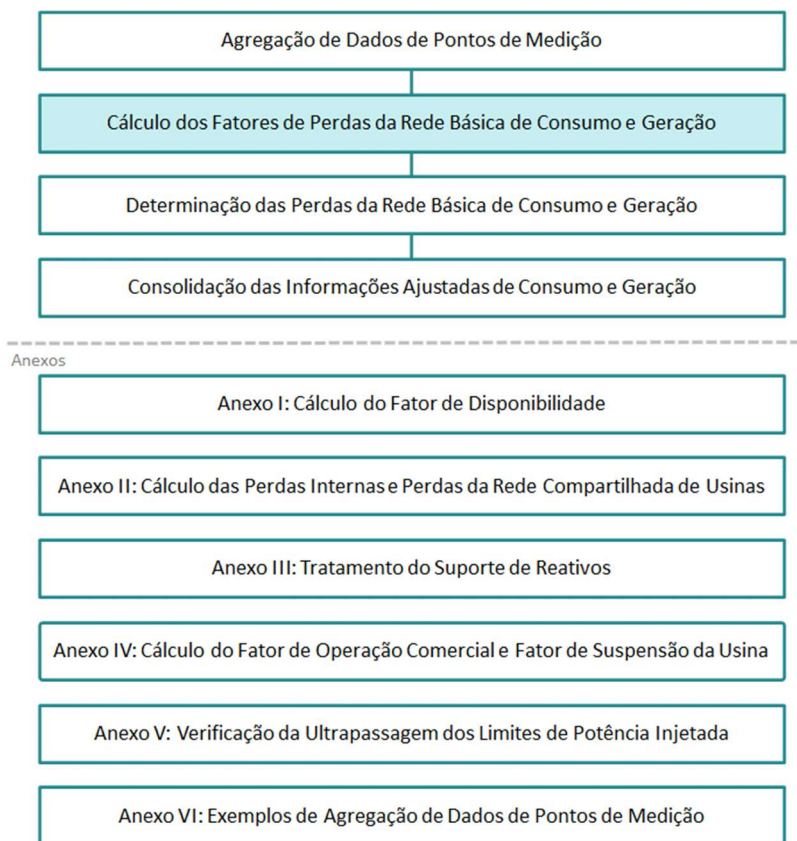 Agregação de Dados de Pontos de Medição
Cálculo dos Fatores de Perdas da Rede Básica de Consumo e Geração
Determinação das Perdas da Rede Básica de Consumo e Geração
Consolidação das Informações Ajustadas de Consumo e Geração
Anexos
Anexo I: Cálculo do Fator de Disponibilidade
Anexo II: Cálculo das Perdas Internas e Perdas da Rede Compartilhada de Usinas
Anexo III: Tratamento do Suporte de Reativos
Anexo IV: Cálculo do Fator de Operação Comercial e Fator de Suspensão da Usina
Anexo V: Verificação da Ultrapassagem dos Limites de Potência Injetada
Anexo VI: Exemplos de Agregação de Dados de Pontos de Medição